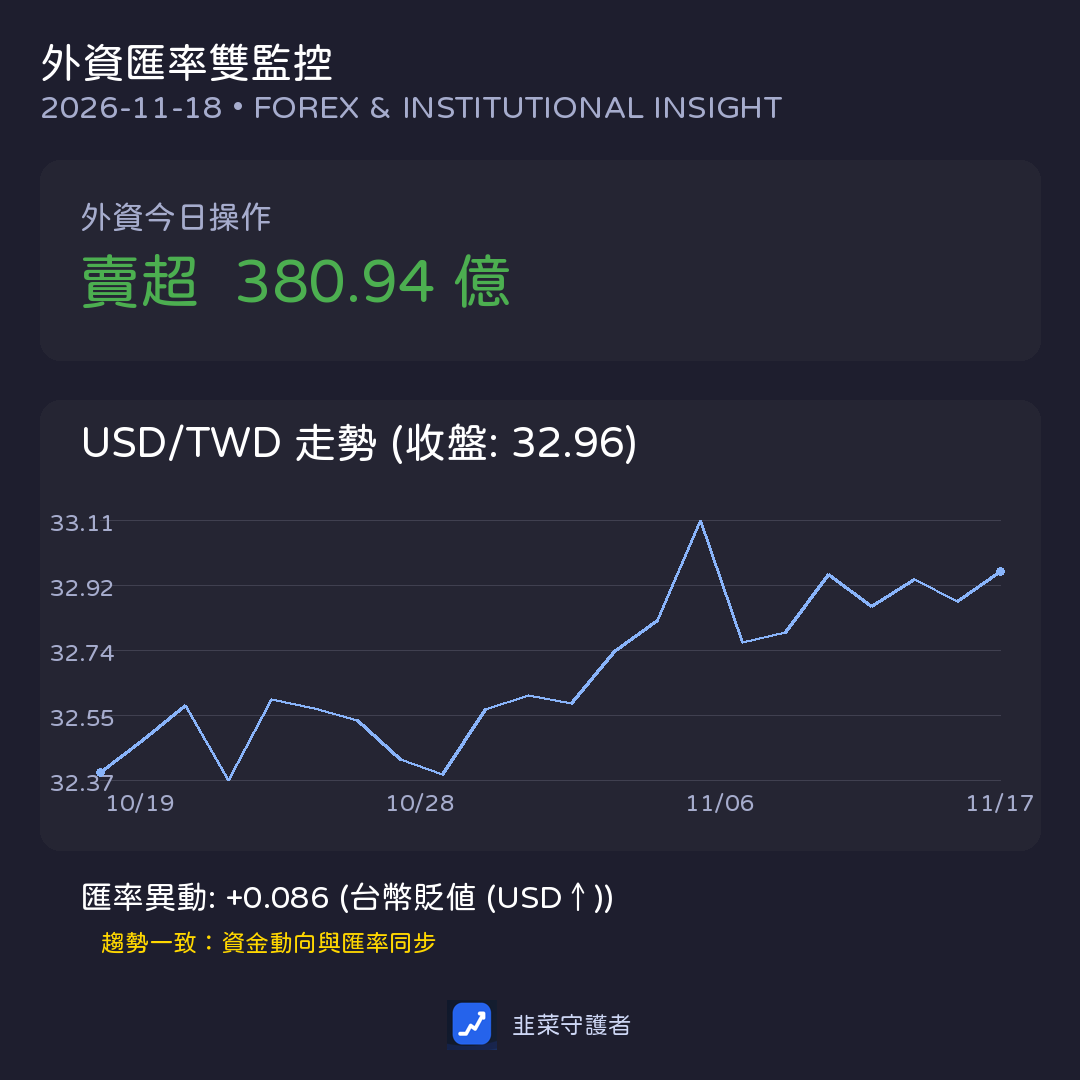 外資匯率雙監控
2026-11-18 • FOREX & INSTITUTIONAL INSIGHT
外資今日操作
賣超 380.94 億
USD/TWD 走勢 (收盤: 32.96)
33.11
32.92
32.74
32.55
32.37
10/19 10/28 11/06 11/17
匯率異動: +0.086 (台幣貶值 (USD↑))
趨勢一致：資金動向與匯率同步
韭菜守護者